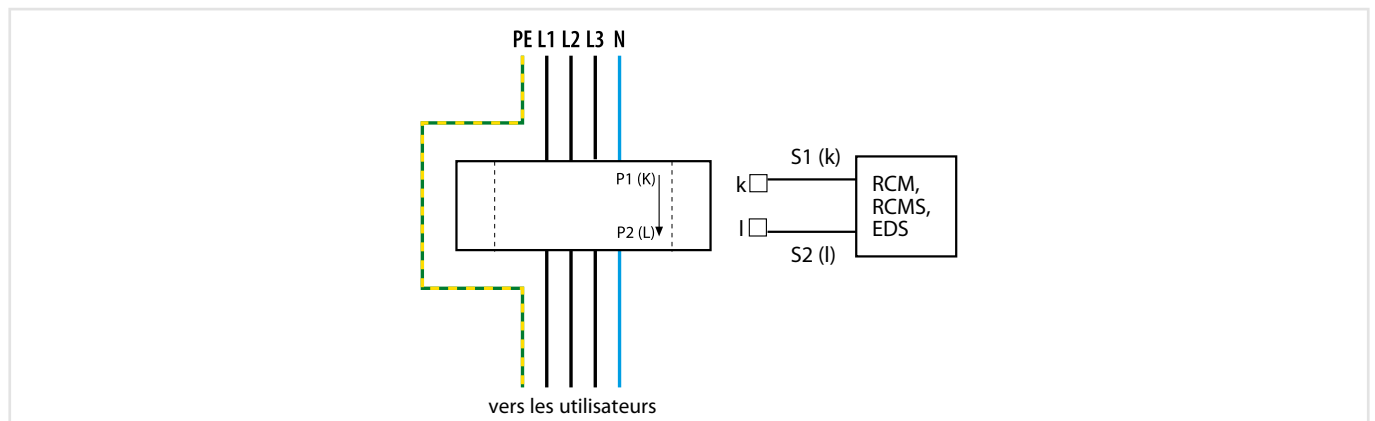 PE L1 L2 L3 N
P1 (K)
P2 (L)
k
l
S1 (k)
S2 (l)
RCM,
RCMS,
EDS
vers les utilisateurs